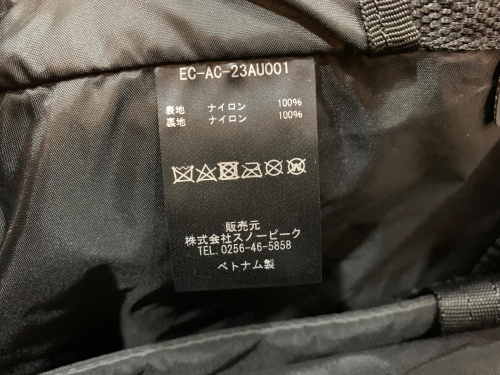 EC-AC-23AU001
表地 ナイロン 100%
裏地 ナイロン 100%
販売元
株式会社スノーピーク
TEL.0256-46-5858
ベトナム製